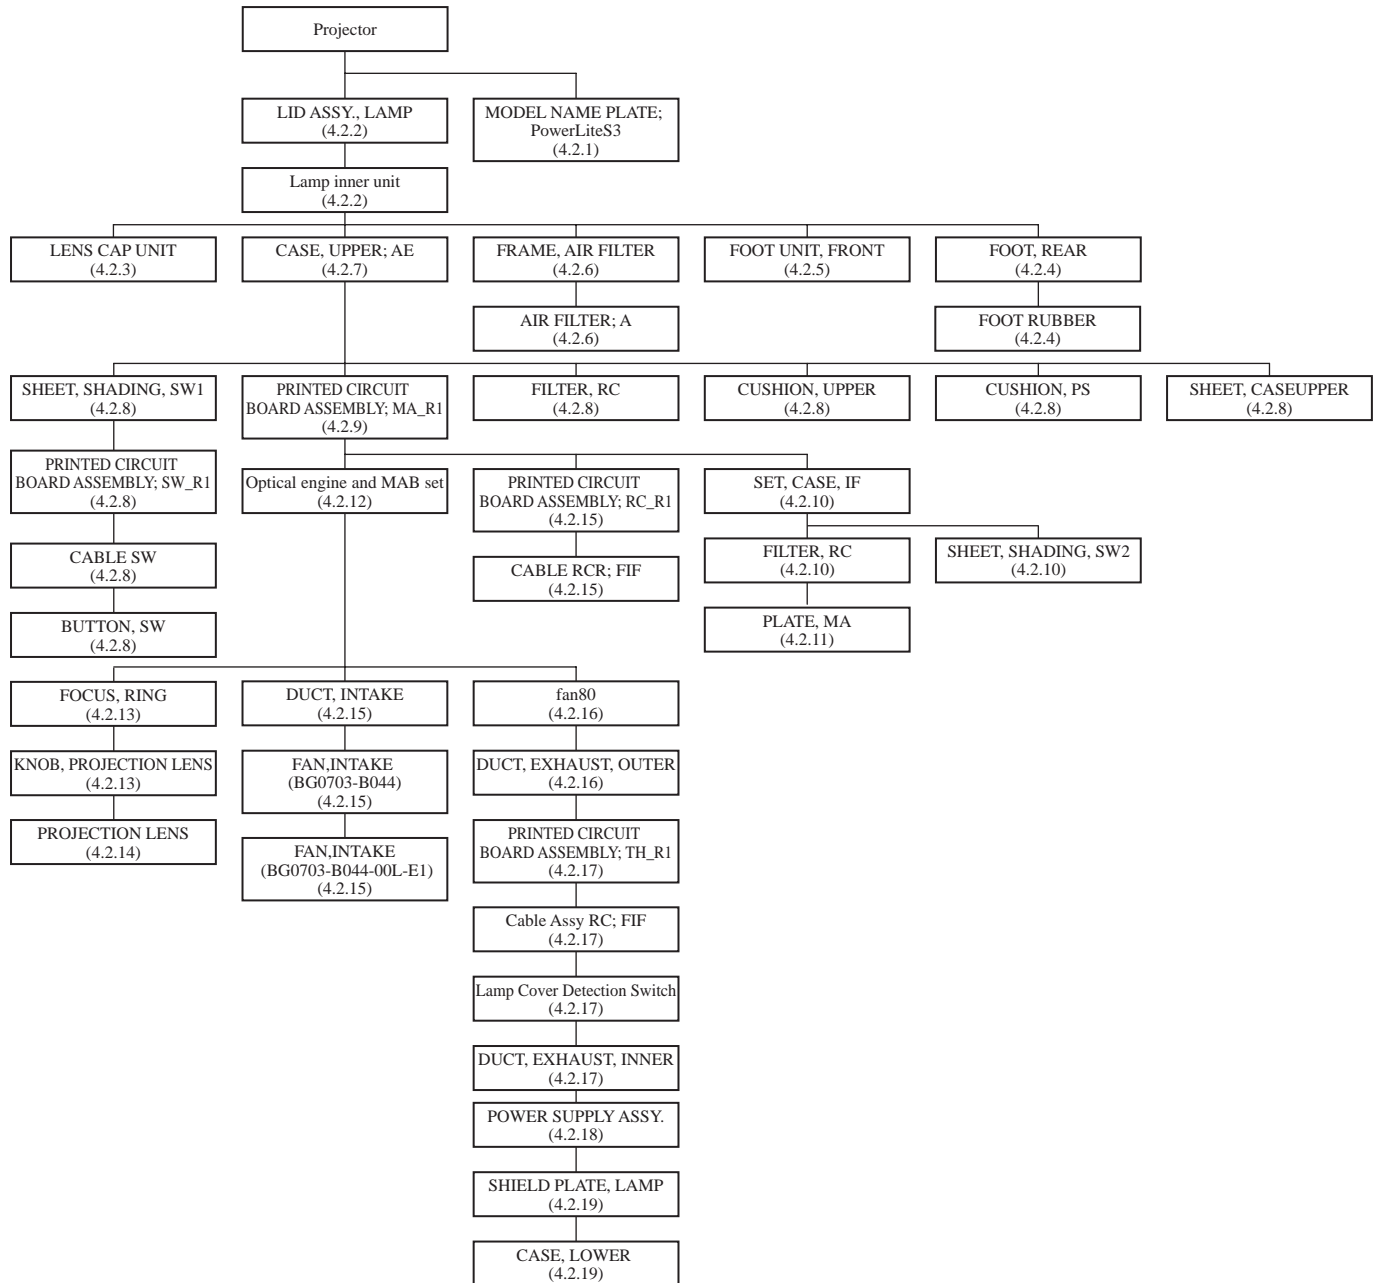 Projector
LID ASSY., LAMP
(4.2.2)
MODEL NAME PLATE;
PowerLiteS3
(4.2.1)
Lamp inner unit
(4.2.2)
LENS CAP UNIT
(4.2.3)
CASE, UPPER; AE
(4.2.7)
FRAME, AIR FILTER
(4.2.6)
FOOT UNIT, FRONT
(4.2.5)
FOOT, REAR
(4.2.4)
AIR FILTER; A
(4.2.6)
FOOT RUBBER
(4.2.4)
SHEET, SHADING, SW1
(4.2.8)
PRINTED CIRCUIT
BOARD ASSEMBLY; MA_R1
(4.2.9)
FILTER, RC
(4.2.8)
CUSHION, UPPER
(4.2.8)
CUSHION, PS
(4.2.8)
SHEET, CASEUPPER
(4.2.8)
PRINTED CIRCUIT
BOARD ASSEMBLY; SW_R1
(4.2.8)
Optical engine and MAB set
(4.2.12)
PRINTED CIRCUIT
BOARD ASSEMBLY; RC_R1
(4.2.15)
SET, CASE, IF
(4.2.10)
CABLE SW
(4.2.8)
CABLE RCR; FIF
(4.2.15)
FILTER, RC
(4.2.10)
SHEET, SHADING, SW2
(4.2.10)
BUTTON, SW
(4.2.8)
PLATE, MA
(4.2.11)
FOCUS, RING
(4.2.13)
DUCT, INTAKE
(4.2.15)
fan80
(4.2.16)
KNOB, PROJECTION LENS
(4.2.13)
FAN,INTAKE
(BG0703-B044)
(4.2.15)
DUCT, EXHAUST, OUTER
(4.2.16)
PROJECTION LENS
(4.2.14)
FAN,INTAKE
(BG0703-B044-00L-E1)
(4.2.15)
PRINTED CIRCUIT
BOARD ASSEMBLY; TH_R1
(4.2.17)
Cable Assy RC; FIF
(4.2.17)
Lamp Cover Detection Switch
(4.2.17)
DUCT, EXHAUST, INNER
(4.2.17)
POWER SUPPLY ASSY.
(4.2.18)
SHIELD PLATE, LAMP
(4.2.19)
CASE, LOWER
(4.2.19)